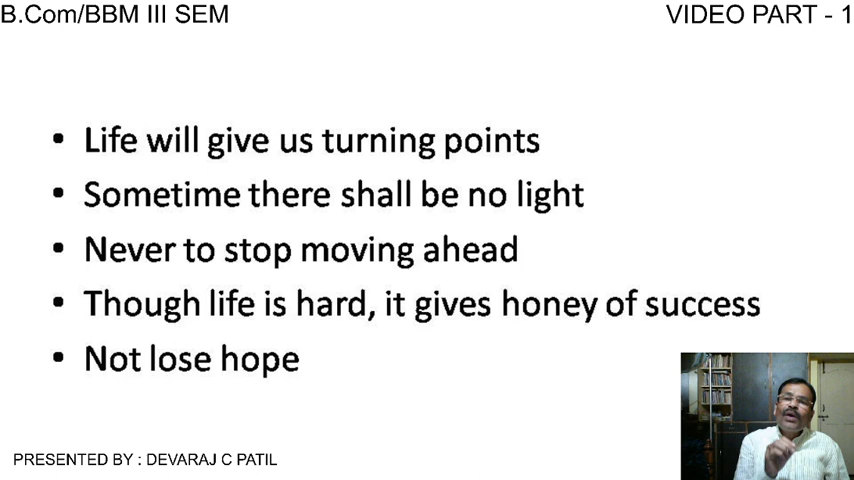 B.Com/BBM III SEM
VIDEO PART - 1
• Life will give us turning points
• Sometime there shall be no light
• Never to stop moving ahead
• Though life is hard, it gives honey of success
• Not lose hope
PRESENTED BY : DEVARAJ C PATIL